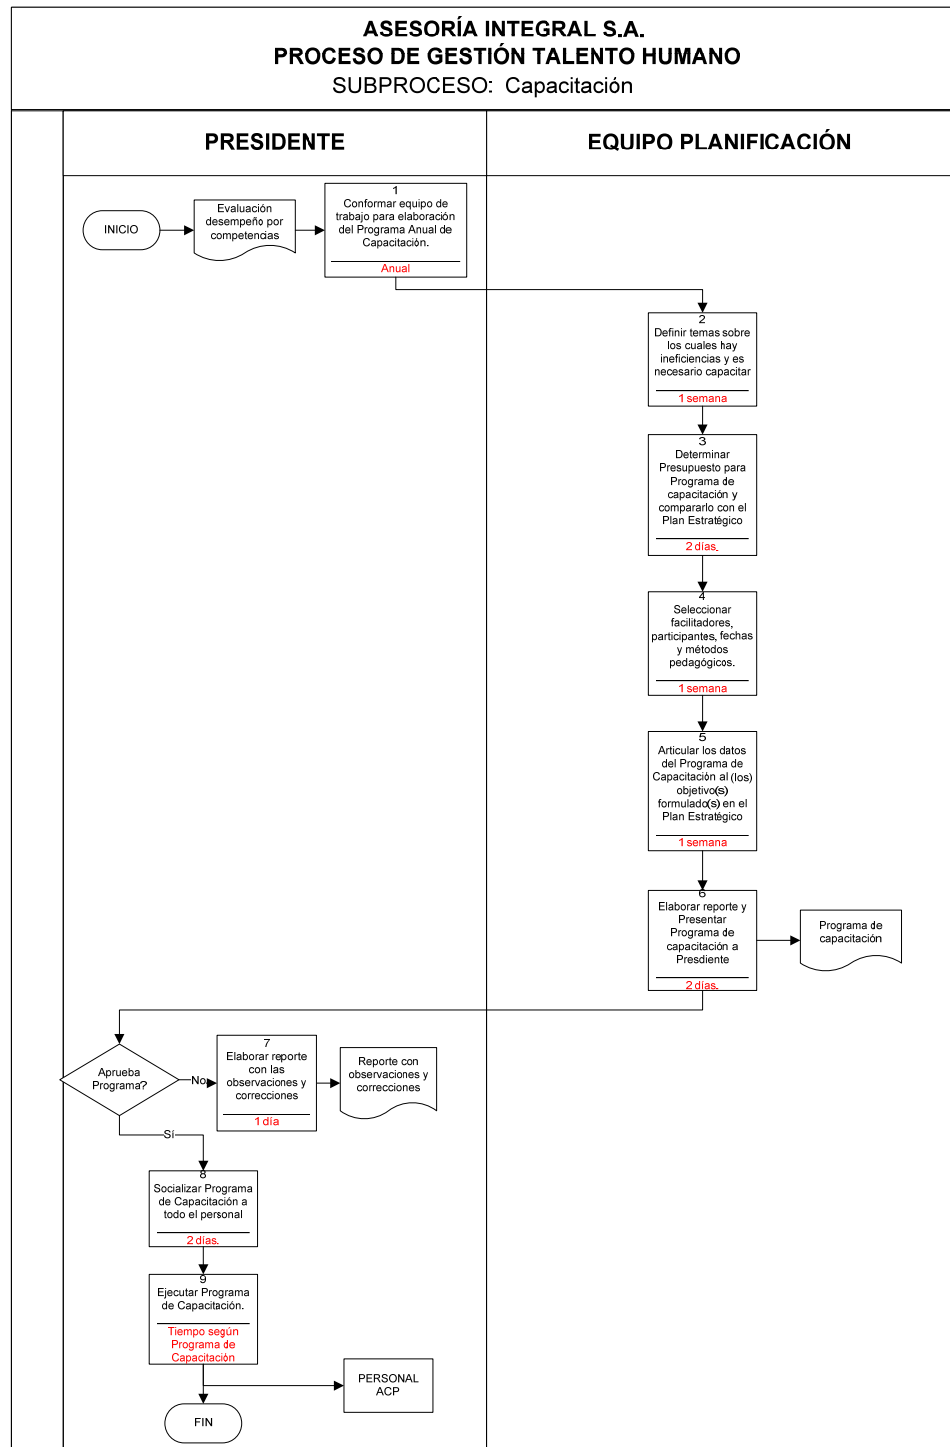 ASESORÍA INTEGRAL S.A.
PROCESO DE GESTIÓN TALENTO HUMANO
SUBPROCESO: Capacitación
PRESIDENTE
EQUIPO PLANIFICACIÓN
INICIO
Evaluación
desempeño por
competencias
1
Conformar equipo de
trabajo para elaboración
del Programa Anual de
Capacitación.
Anual
2
Definir temas sobre
los cuales hay
ineficiencias y es
necesario capacitar
1 semana
3
Determinar
Presupuesto para
Programa de
capacitación y
compararlo con el
Plan Estratégico
2 días.
4
Seleccionar
facilitadores,
participantes, fechas
y métodos
pedagógicos.
1 semana
5
Articular los datos
del Programa de
Capacitación al (los)
objetivo(s)
formulado(s) en el
Plan Estratégico
1 semana
6
Elaborar reporte y
Presentar
Programa de
capacitación a
Presdiente
2 días.
Programa de
capacitación
Aprueba
Programa?
No
7
Elaborar reporte
con las
observaciones y
correcciones
1 día
Reporte con
observaciones y
correcciones
Sí
8
Socializar Programa
de Capacitación a
todo el personal
2 días.
9
Ejecutar Programa
de Capacitación.
Tiempo según
Programa de
Capacitación
PERSONAL
ACP
FIN